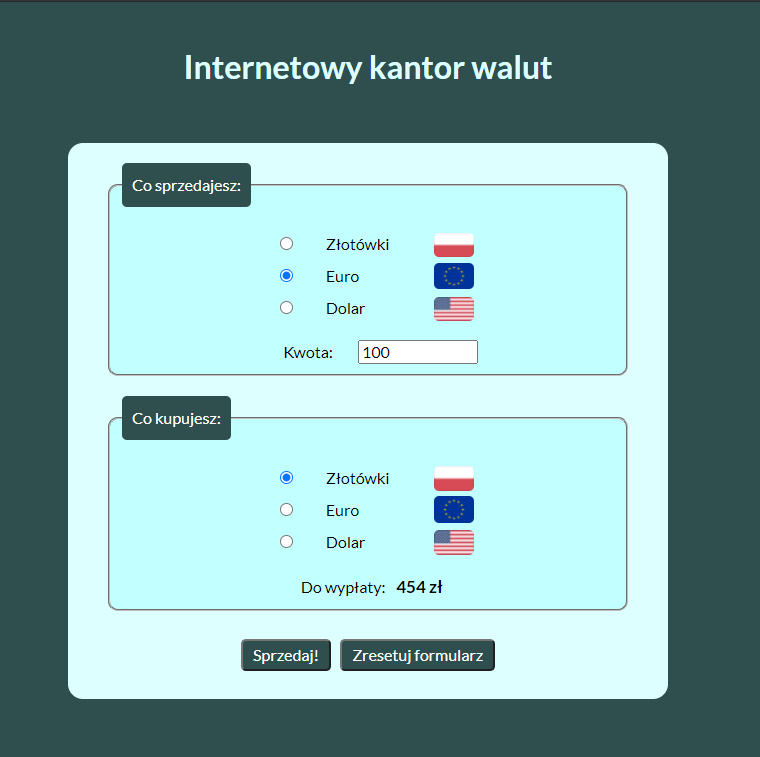 Internetowy kantor walut
Co sprzedajesz:
Złotówki
Euro
Dolar
Kwota: 100
Co kupujesz:
Złotówki
Euro
Dolar
Do wypłaty: 454 zł
Sprzedaj! Zresetuj formularz